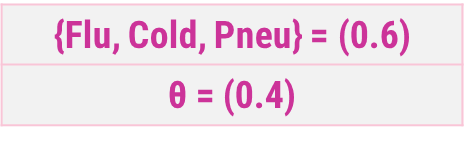 {Flu, Cold, Pneu} = (0.6)
θ = (0.4)